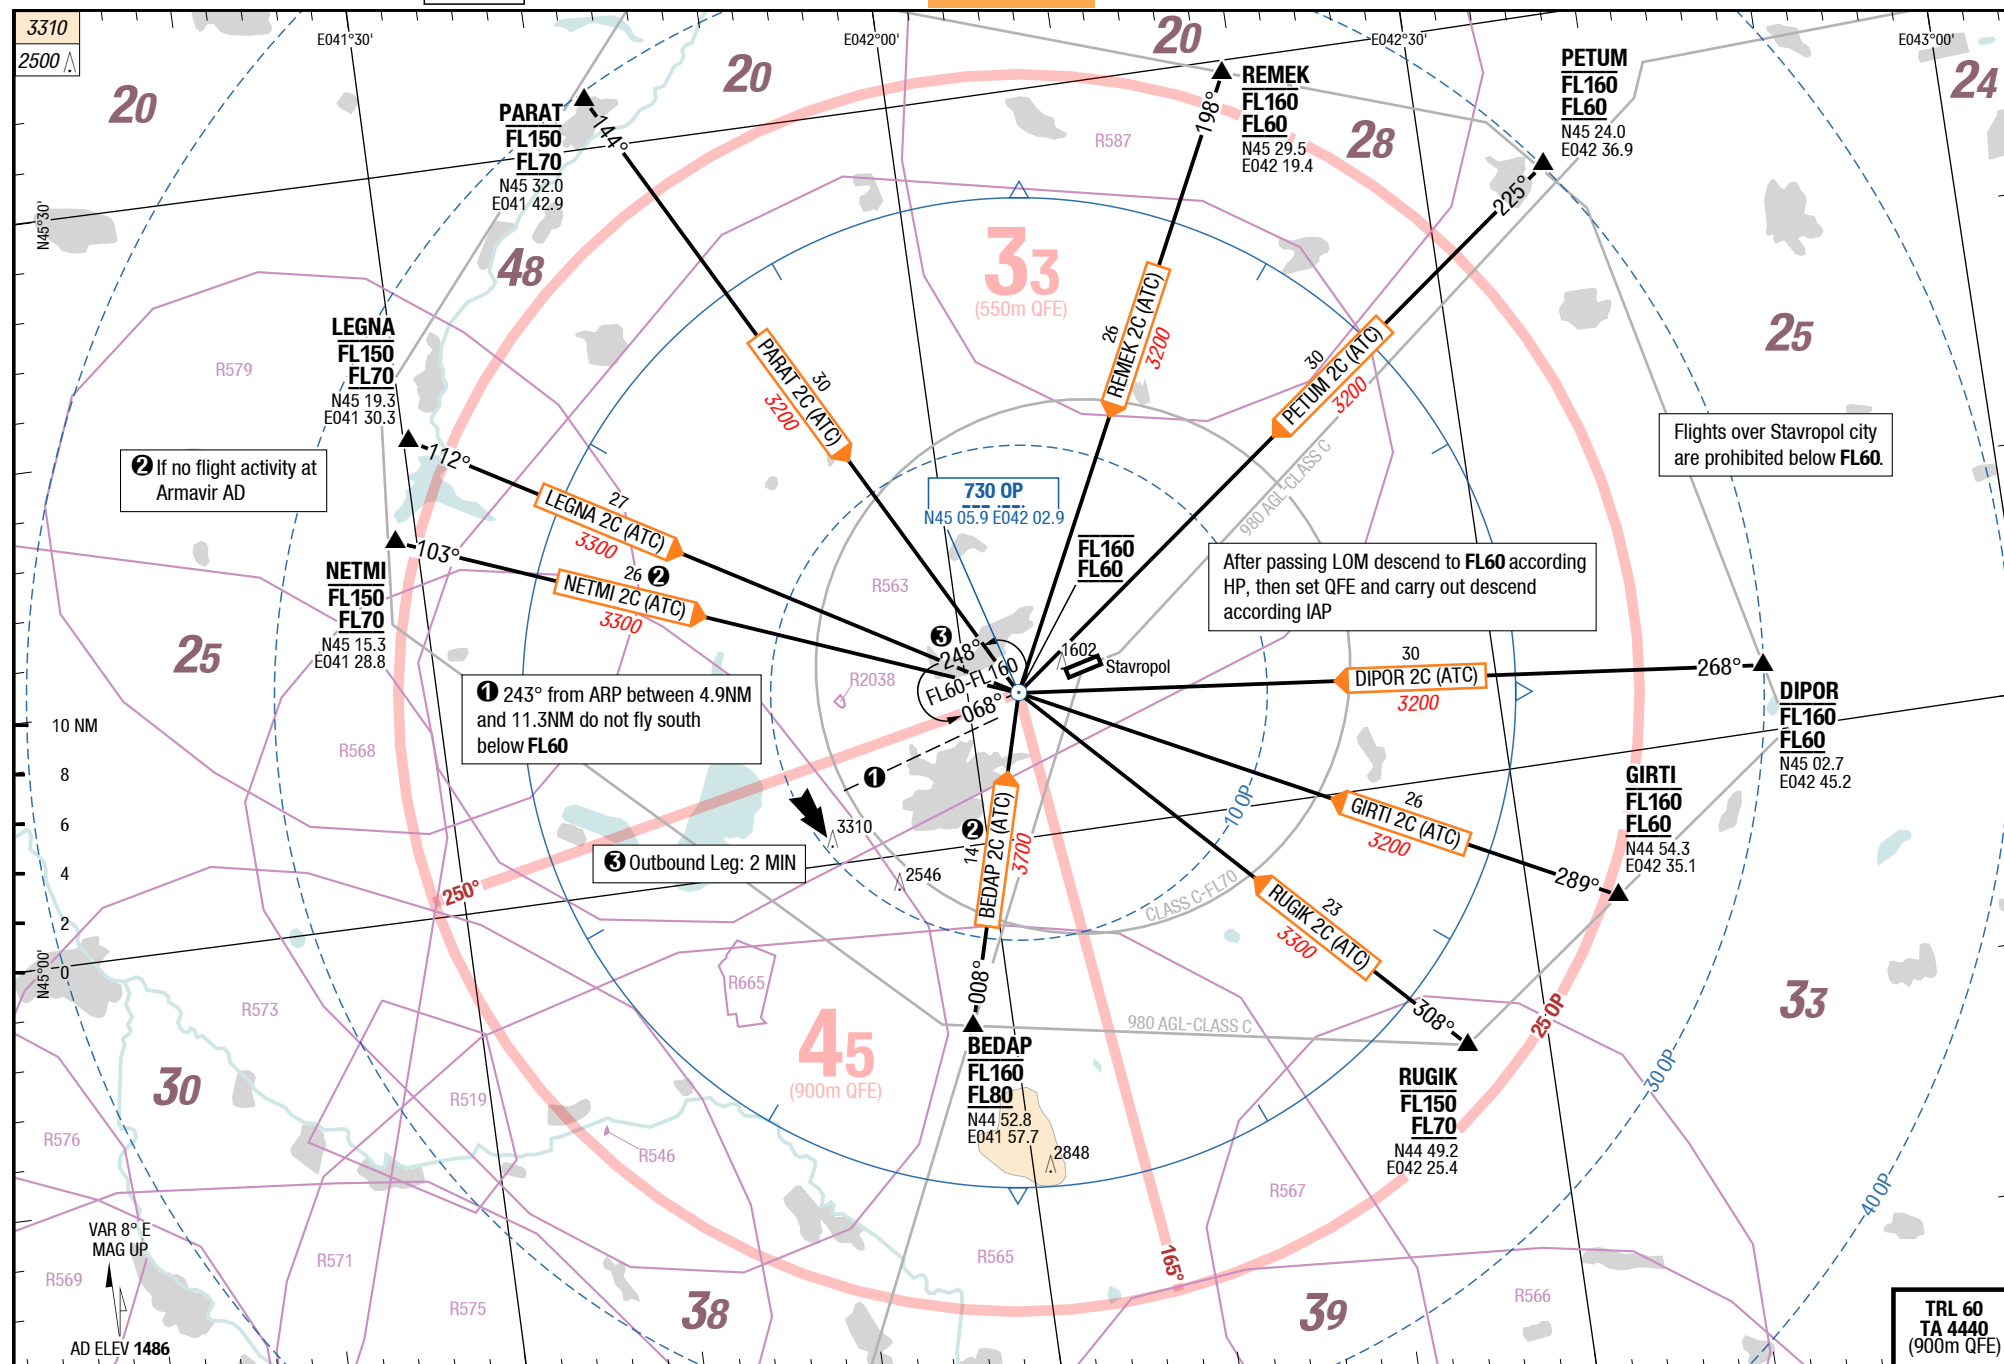 3310
2500
E041°30'
E042°00'
E042°30'
E043°00'
20
20
20
24
28
48
25
25
33
30
38
39
N45°30'
N45°00'
PARAT
FL150
FL70
N45 32.0
E041 42.9
144°
REMEK
FL160
FL60
N45 29.5
E042 19.4
198°
PETUM
FL160
FL60
N45 24.0
E042 36.9
225°
R587
33
(550m QFE)
LEGNA
FL150
FL70
N45 19.3
E041 30.3
112°
R579
PARAT 2C (ATC)
30
3200
REMEK 2C (ATC)
26
3200
PETUM 2C (ATC)
30
3200
Flights over Stavropol city
are prohibited below FL60.
❷ If no flight activity at
Armavir AD
LEGNA 2C (ATC)
27
3300
NETMI
FL150
FL70
N45 15.3
E041 28.8
103°
NETMI 2C (ATC)
26 ❷
3300
730 OP
N45 05.9 E042 02.9
FL160
FL60
980 AGL-CLASS C
After passing LOM descend to FL60 according
HP, then set QFE and carry out descend
according IAP
R563
❸
248°
FL60-FL160
068°
1602
Stavropol
R2038
❶ 243° from ARP between 4.9NM
and 11.3NM do not fly south
below FL60
DIPOR 2C (ATC)
30
3200
268°
DIPOR
FL160
FL60
N45 02.7
E042 45.2
10 NM
8
6
4
2
0
R568
❶
3310
2546
❸ Outbound Leg: 2 MIN
250°
BEDAP 2C (ATC)
14
❷
3700
10 OP
GIRTI 2C (ATC)
26
3200
289°
GIRTI
FL160
FL60
N44 54.3
E042 35.1
CLASS C-FL70
RUGIK 2C (ATC)
23
3300
308°
RUGIK
FL150
FL70
N44 49.2
E042 25.4
25 OP
30 OP
40 OP
008°
BEDAP
FL160
FL80
N44 52.8
E041 57.7
2848
980 AGL-CLASS C
R665
R573
45
(900m QFE)
R519
R576
R546
R567
R571
R565
R569
R575
R566
165°
VAR 8° E
MAG UP
AD ELEV 1486
TRL 60
TA 4440
(900m QFE)